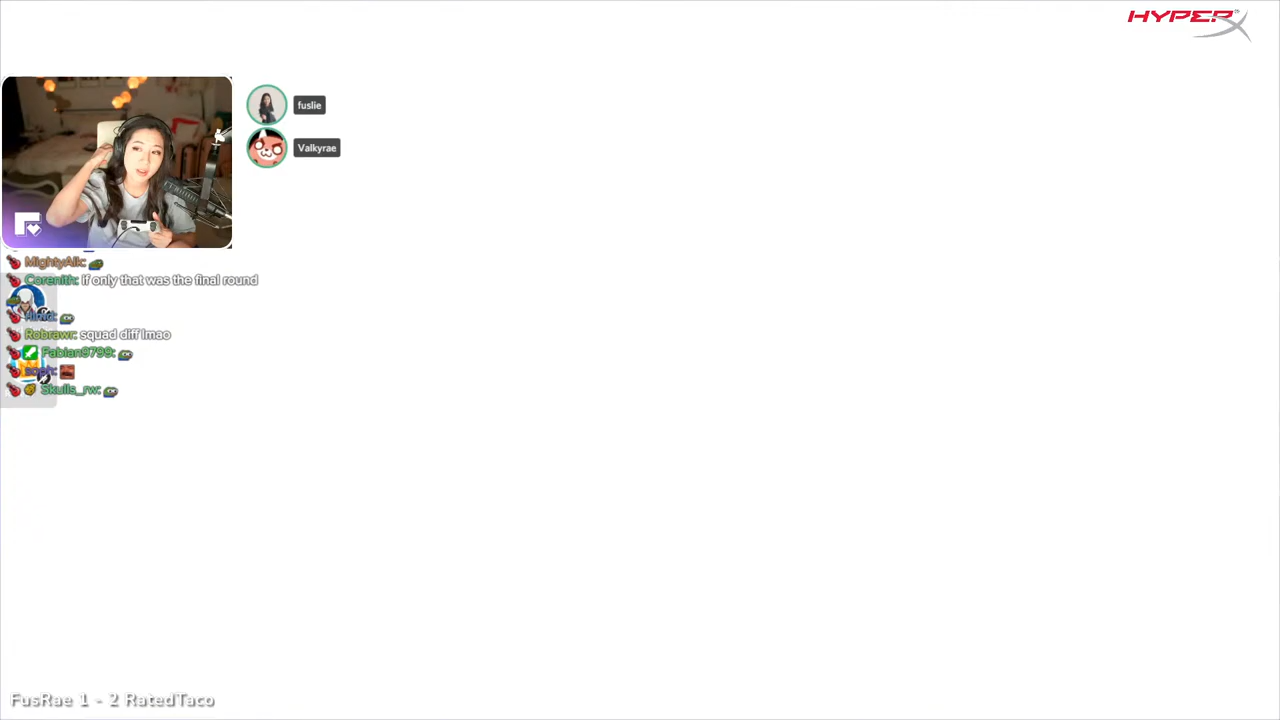 HYPERX
fuslie
Valkyrae
MightyAlk:
Corenith: If only that was the final round
Robrawr: squad diff lmao
Fabian9799:
soph:
Skulls_rw:
FusRae 1 - 2 RatedTaco